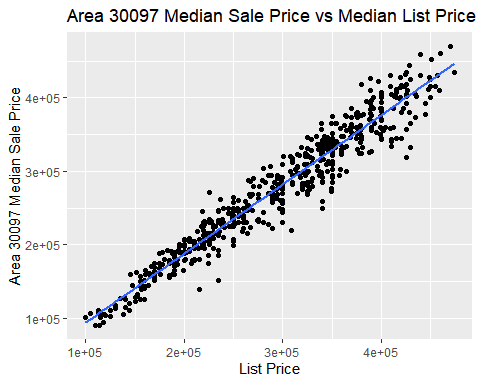 Area 30097 Median Sale Price vs Median List Price
Area 30097 Median Sale Price
4e+05
3e+05
2e+05
1e+05
1e+05 2e+05 3e+05 4e+05
List Price